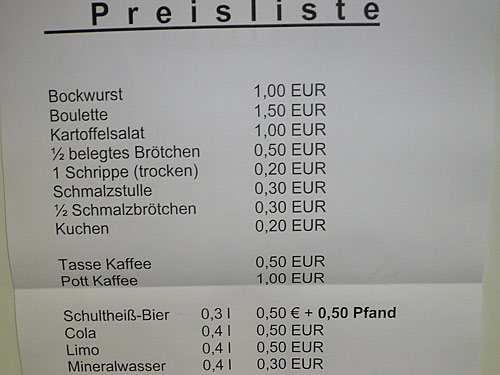 Preisliste
Bockwurst 1,00 EUR
Boulette 1,50 EUR
Kartoffelsalat 1,00 EUR
½ belegtes Brötchen 0,50 EUR
1 Schrippe (trocken) 0,20 EUR
Schmalzstulle 0,30 EUR
½ Schmalzbrötchen 0,30 EUR
Kuchen 0,20 EUR
Tasse Kaffee 0,50 EUR
Pott Kaffee 1,00 EUR
Schultheiß-Bier 0,3 l 0,50 € + 0,50 Pfand
Cola 0,4 l 0,50 EUR
Limo 0,4 l 0,50 EUR
Mineralwasser 0,4 l 0,30 EUR